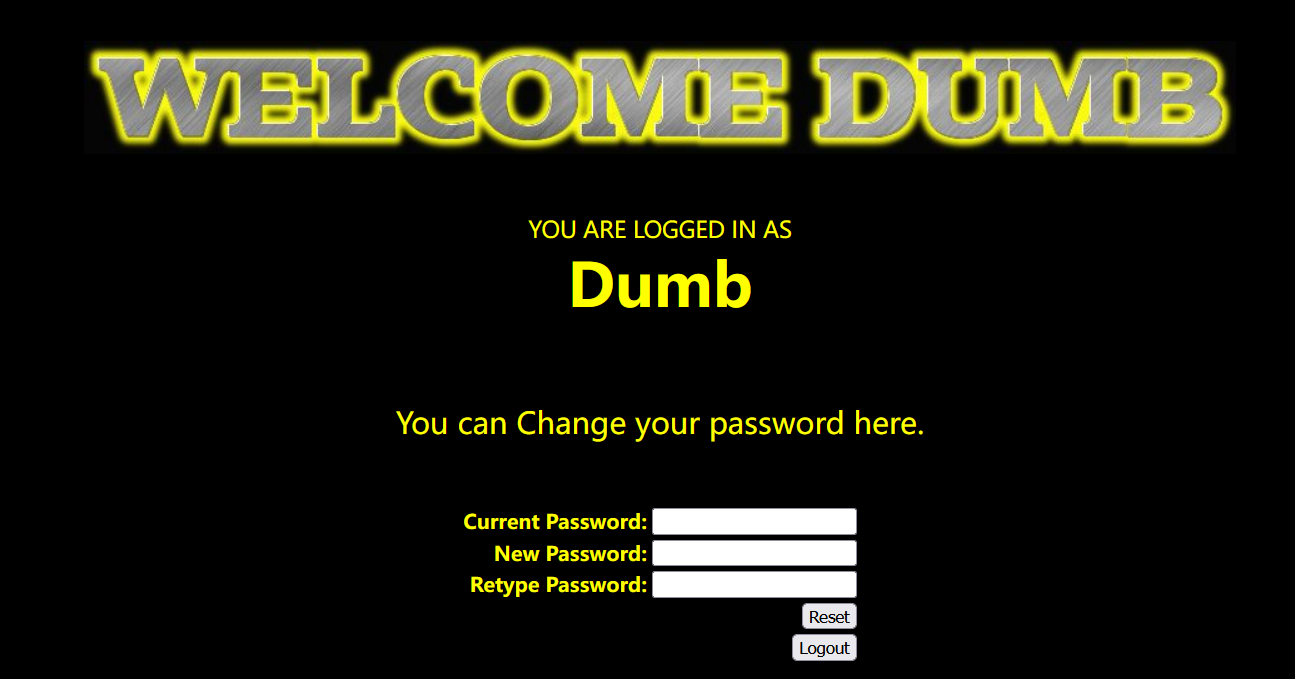 WELCOME DUMB
YOU ARE LOGGED IN AS
Dumb
You can Change your password here.
Current Password:
New Password:
Retype Password:
Reset
Logout